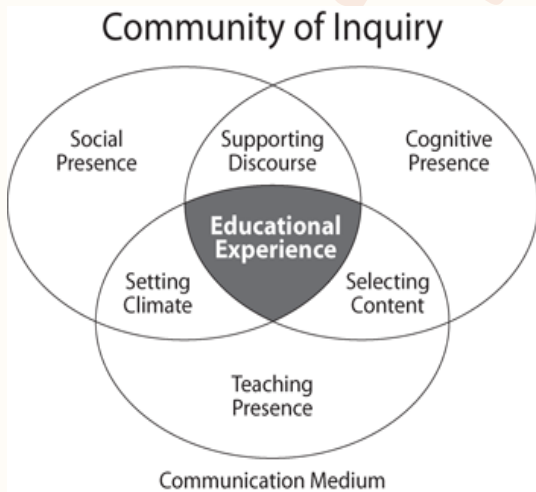 Community of Inquiry
Social
Presence
Supporting
Discourse
Cognitive
Presence
Educational
Experience
Setting
Climate
Selecting
Content
Teaching
Presence
Communication Medium